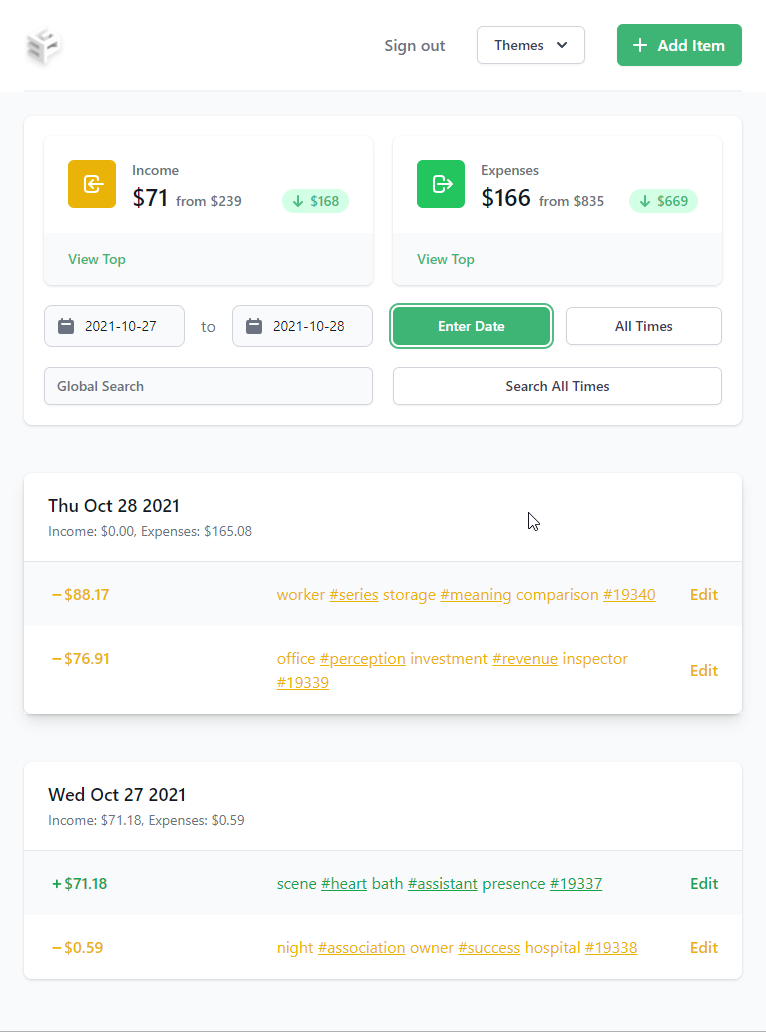 Sign out
Themes
Add Item
Income
$71 from $239
$168
View Top
Expenses
$166 from $835
$669
View Top
2021-10-27 to 2021-10-28
Enter Date
All Times
Global Search
Search All Times
Thu Oct 28 2021
Income: $0.00, Expenses: $165.08
−$88.17 worker #series storage #meaning comparison #19340 Edit
−$76.91 office #perception investment #revenue inspector
#19339
Edit
Wed Oct 27 2021
Income: $71.18, Expenses: $0.59
+$71.18 scene #heart bath #assistant presence #19337 Edit
−$0.59 night #association owner #success hospital #19338 Edit